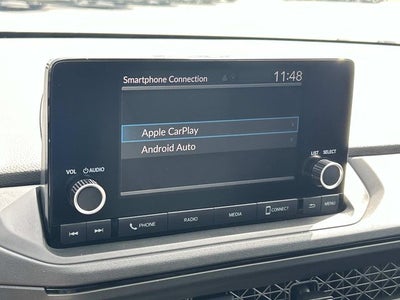 Smartphone Connection 11:48
Apple CarPlay
Android Auto
VOL AUDIO
LIST SELECT
PHONE RADIO MEDIA CONNECT MENU